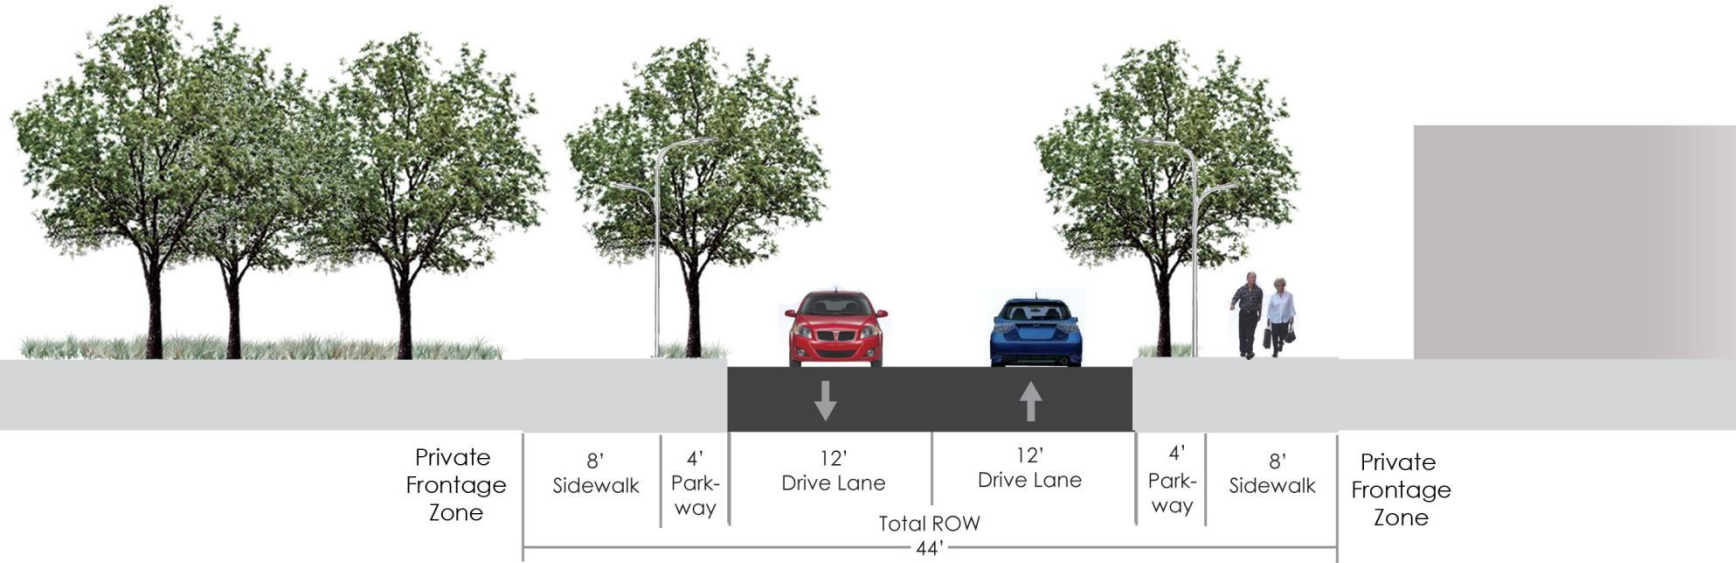 Private
Frontage
Zone
8’
Sidewalk
4’
Park-
way
12’
Drive Lane
12’
Drive Lane
4’
Park-
way
8’
Sidewalk
Private
Frontage
Zone
Total ROW
44’